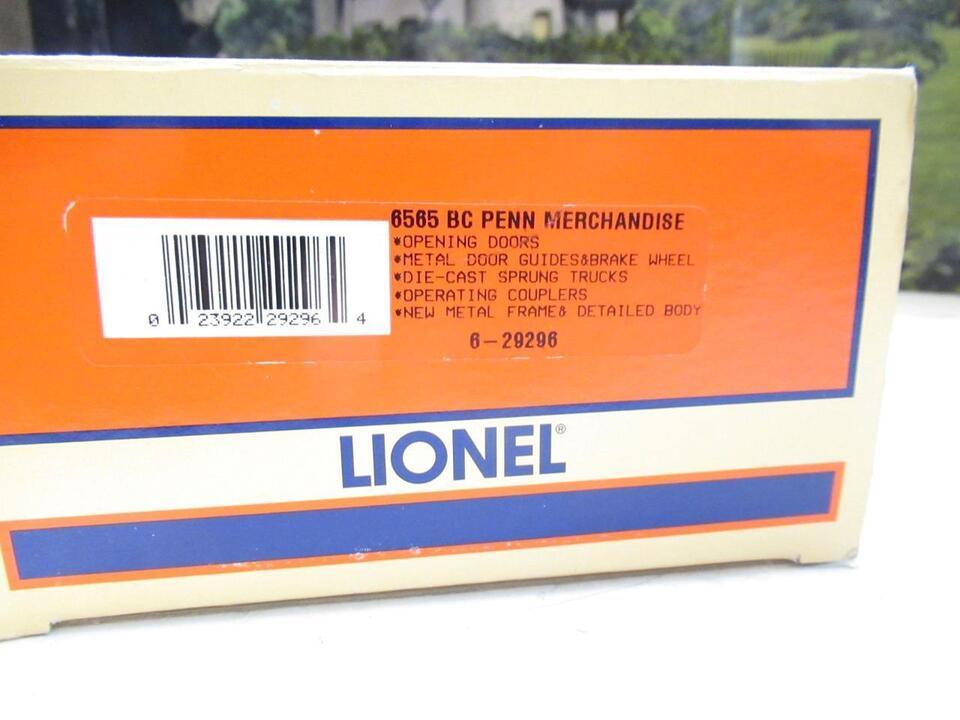 6565 BC PENN MERCHANDISE
*OPENING DOORS
*METAL DOOR GUIDES&BRAKE WHEEL
*DIE-CAST SPRUNG TRUCKS
*OPERATING COUPLERS
*NEW METAL FRAME& DETAILED BODY
6-29296
0 23922 29296 4
LIONEL®